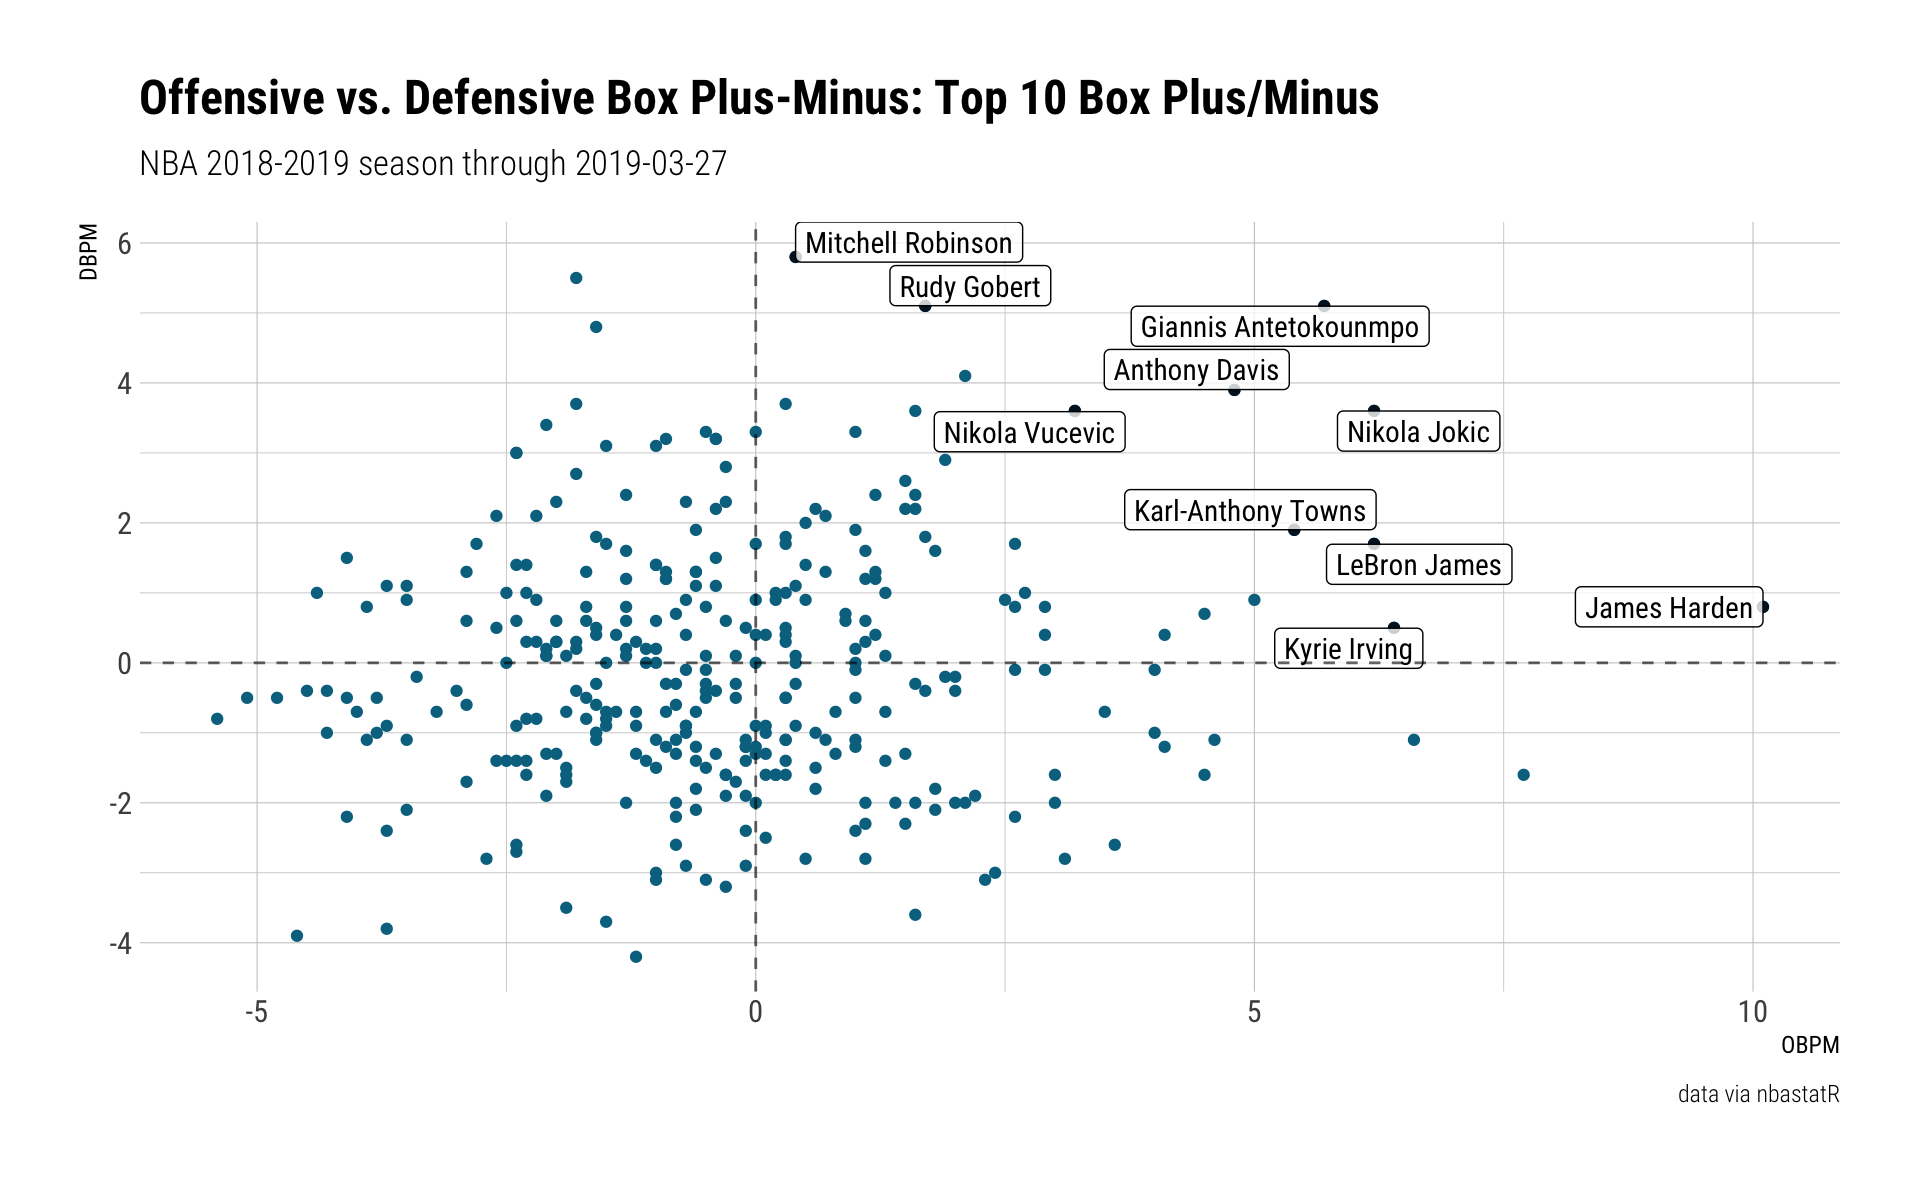 Offensive vs. Defensive Box Plus-Minus: Top 10 Box Plus/Minus
NBA 2018-2019 season through 2019-03-27
DBPM
6
4
2
0
-2
-4
Mitchell Robinson
Rudy Gobert
Giannis Antetokounmpo
Anthony Davis
Nikola Vucevic
Nikola Jokic
Karl-Anthony Towns
LeBron James
James Harden
Kyrie Irving
-5 0 5 10
OBPM
data via nbastatR